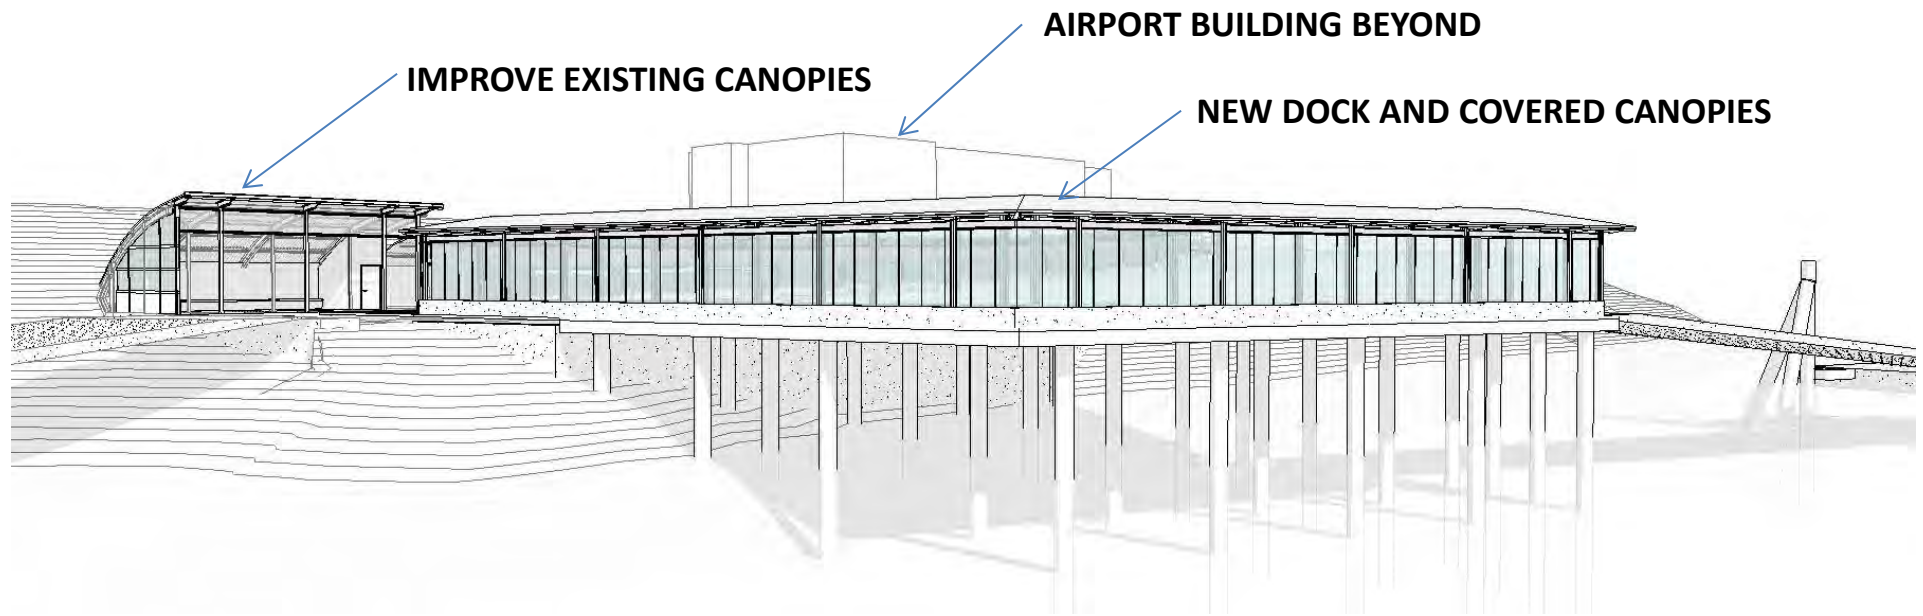 AIRPORT BUILDING BEYOND
IMPROVE EXISTING CANOPIES
NEW DOCK AND COVERED CANOPIES